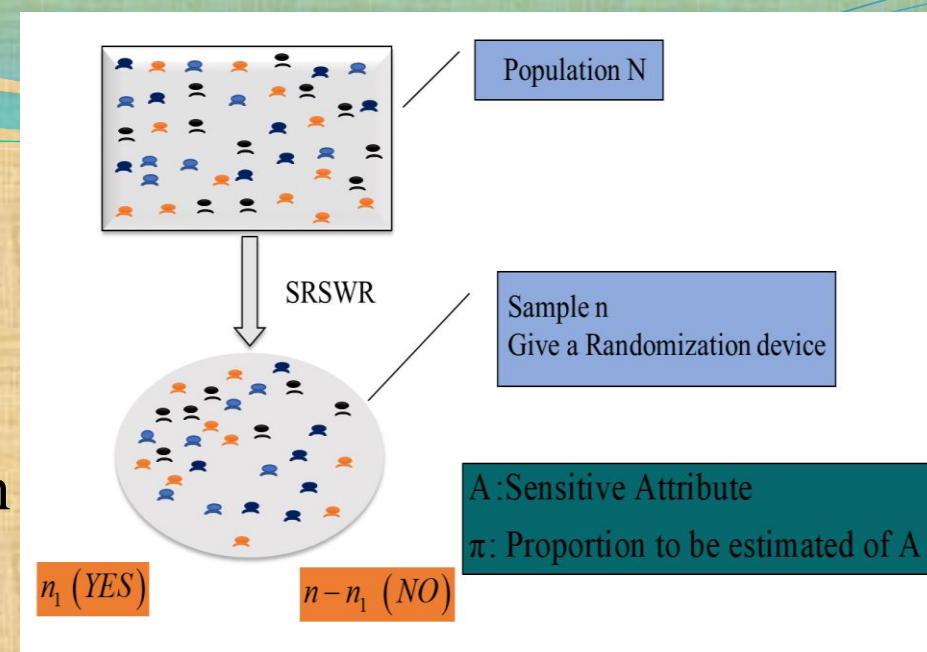 Population N
SRSWR
Sample n
Give a Randomization device
n
A :Sensitive Attribute
π: Proportion to be estimated of A
n₁ (YES)
n − n₁ (NO)